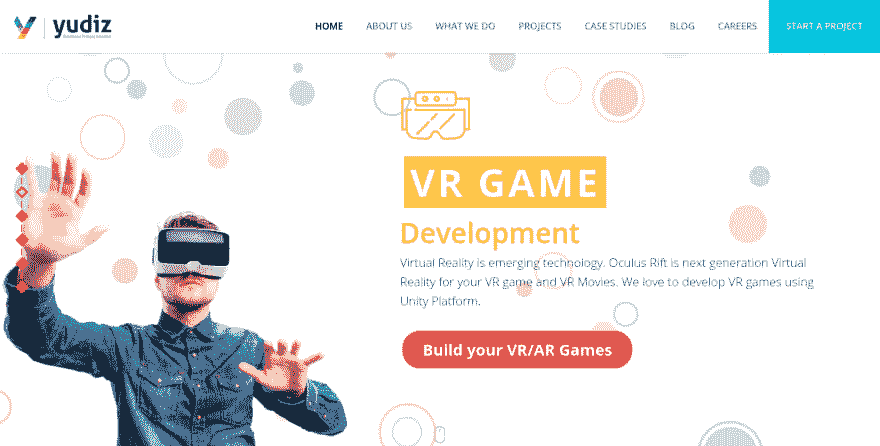 yudiz
HOME ABOUT US WHAT WE DO PROJECTS CASE STUDIES BLOG CAREERS START A PROJECT
VR GAME
Development
Virtual Reality is emerging technology. Oculus Rift is next generation Virtual
Reality for your VR game and VR Movies. We love to develop VR games using
Unity Platform.
Build your VR/AR Games